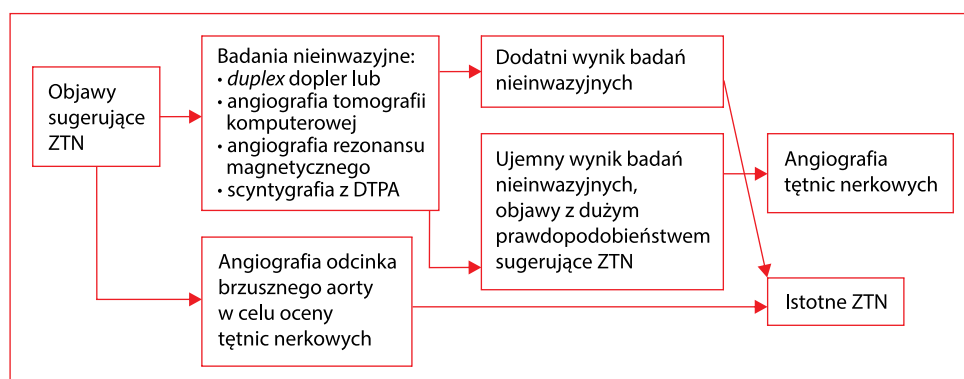 Objawy
sugerujące
ZTN
Badania nieinwazyjne:
• duplex dopler lub
• angiografia tomografii
komputerowej
• angiografia rezonansu
magnetycznego
• scyntygrafia z DTPA
Angiografia odcinka
brzusznego aorty
w celu oceny
tętnic nerkowych
Dodatni wynik badań
nieinwazyjnych
Ujemny wynik badań
nieinwazyjnych,
objawy z dużym
prawdopodobieństwem
sugerujące ZTN
Angiografia
tętnic nerkowych
Istotne ZTN